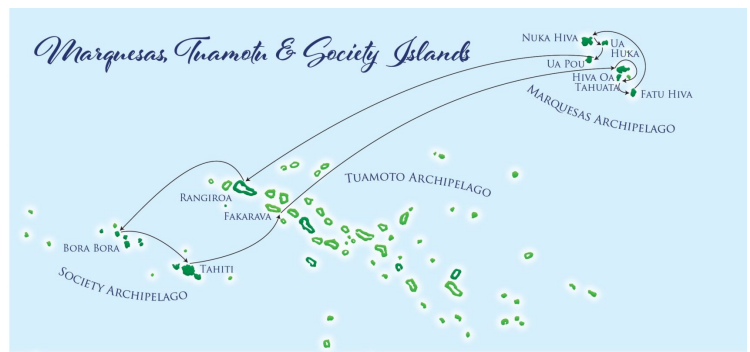 Marquesas, Tuamotu & Society Islands
NUKA HIVA
UA
HUKA
UA POU
HIVA OA
TAHUATA
FATU HIVA
MARQUESAS ARCHIPELAGO
TUAMOTO ARCHIPELAGO
RANGIROA
FAKARAVA
BORA BORA
TAHITI
SOCIETY ARCHIPELAGO